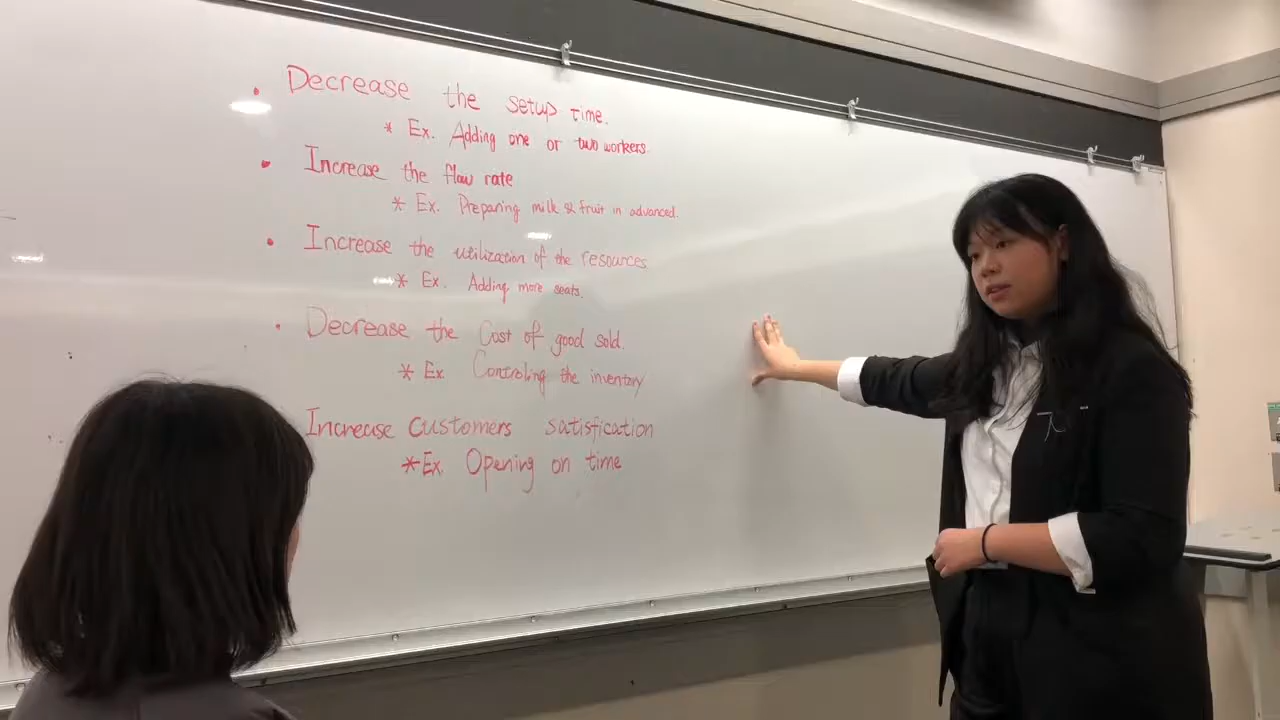 • Decrease the setup time.
* Ex. Adding one or two workers.
• Increase the flow rate
* Ex. Preparing milk & fruit in advanced.
• Increase the utilization of the resources
* Ex. Adding more seats.
• Decrease the Cost of good sold.
* Ex Controling the inventory
Increase customers satisfication
* Ex. Opening on time